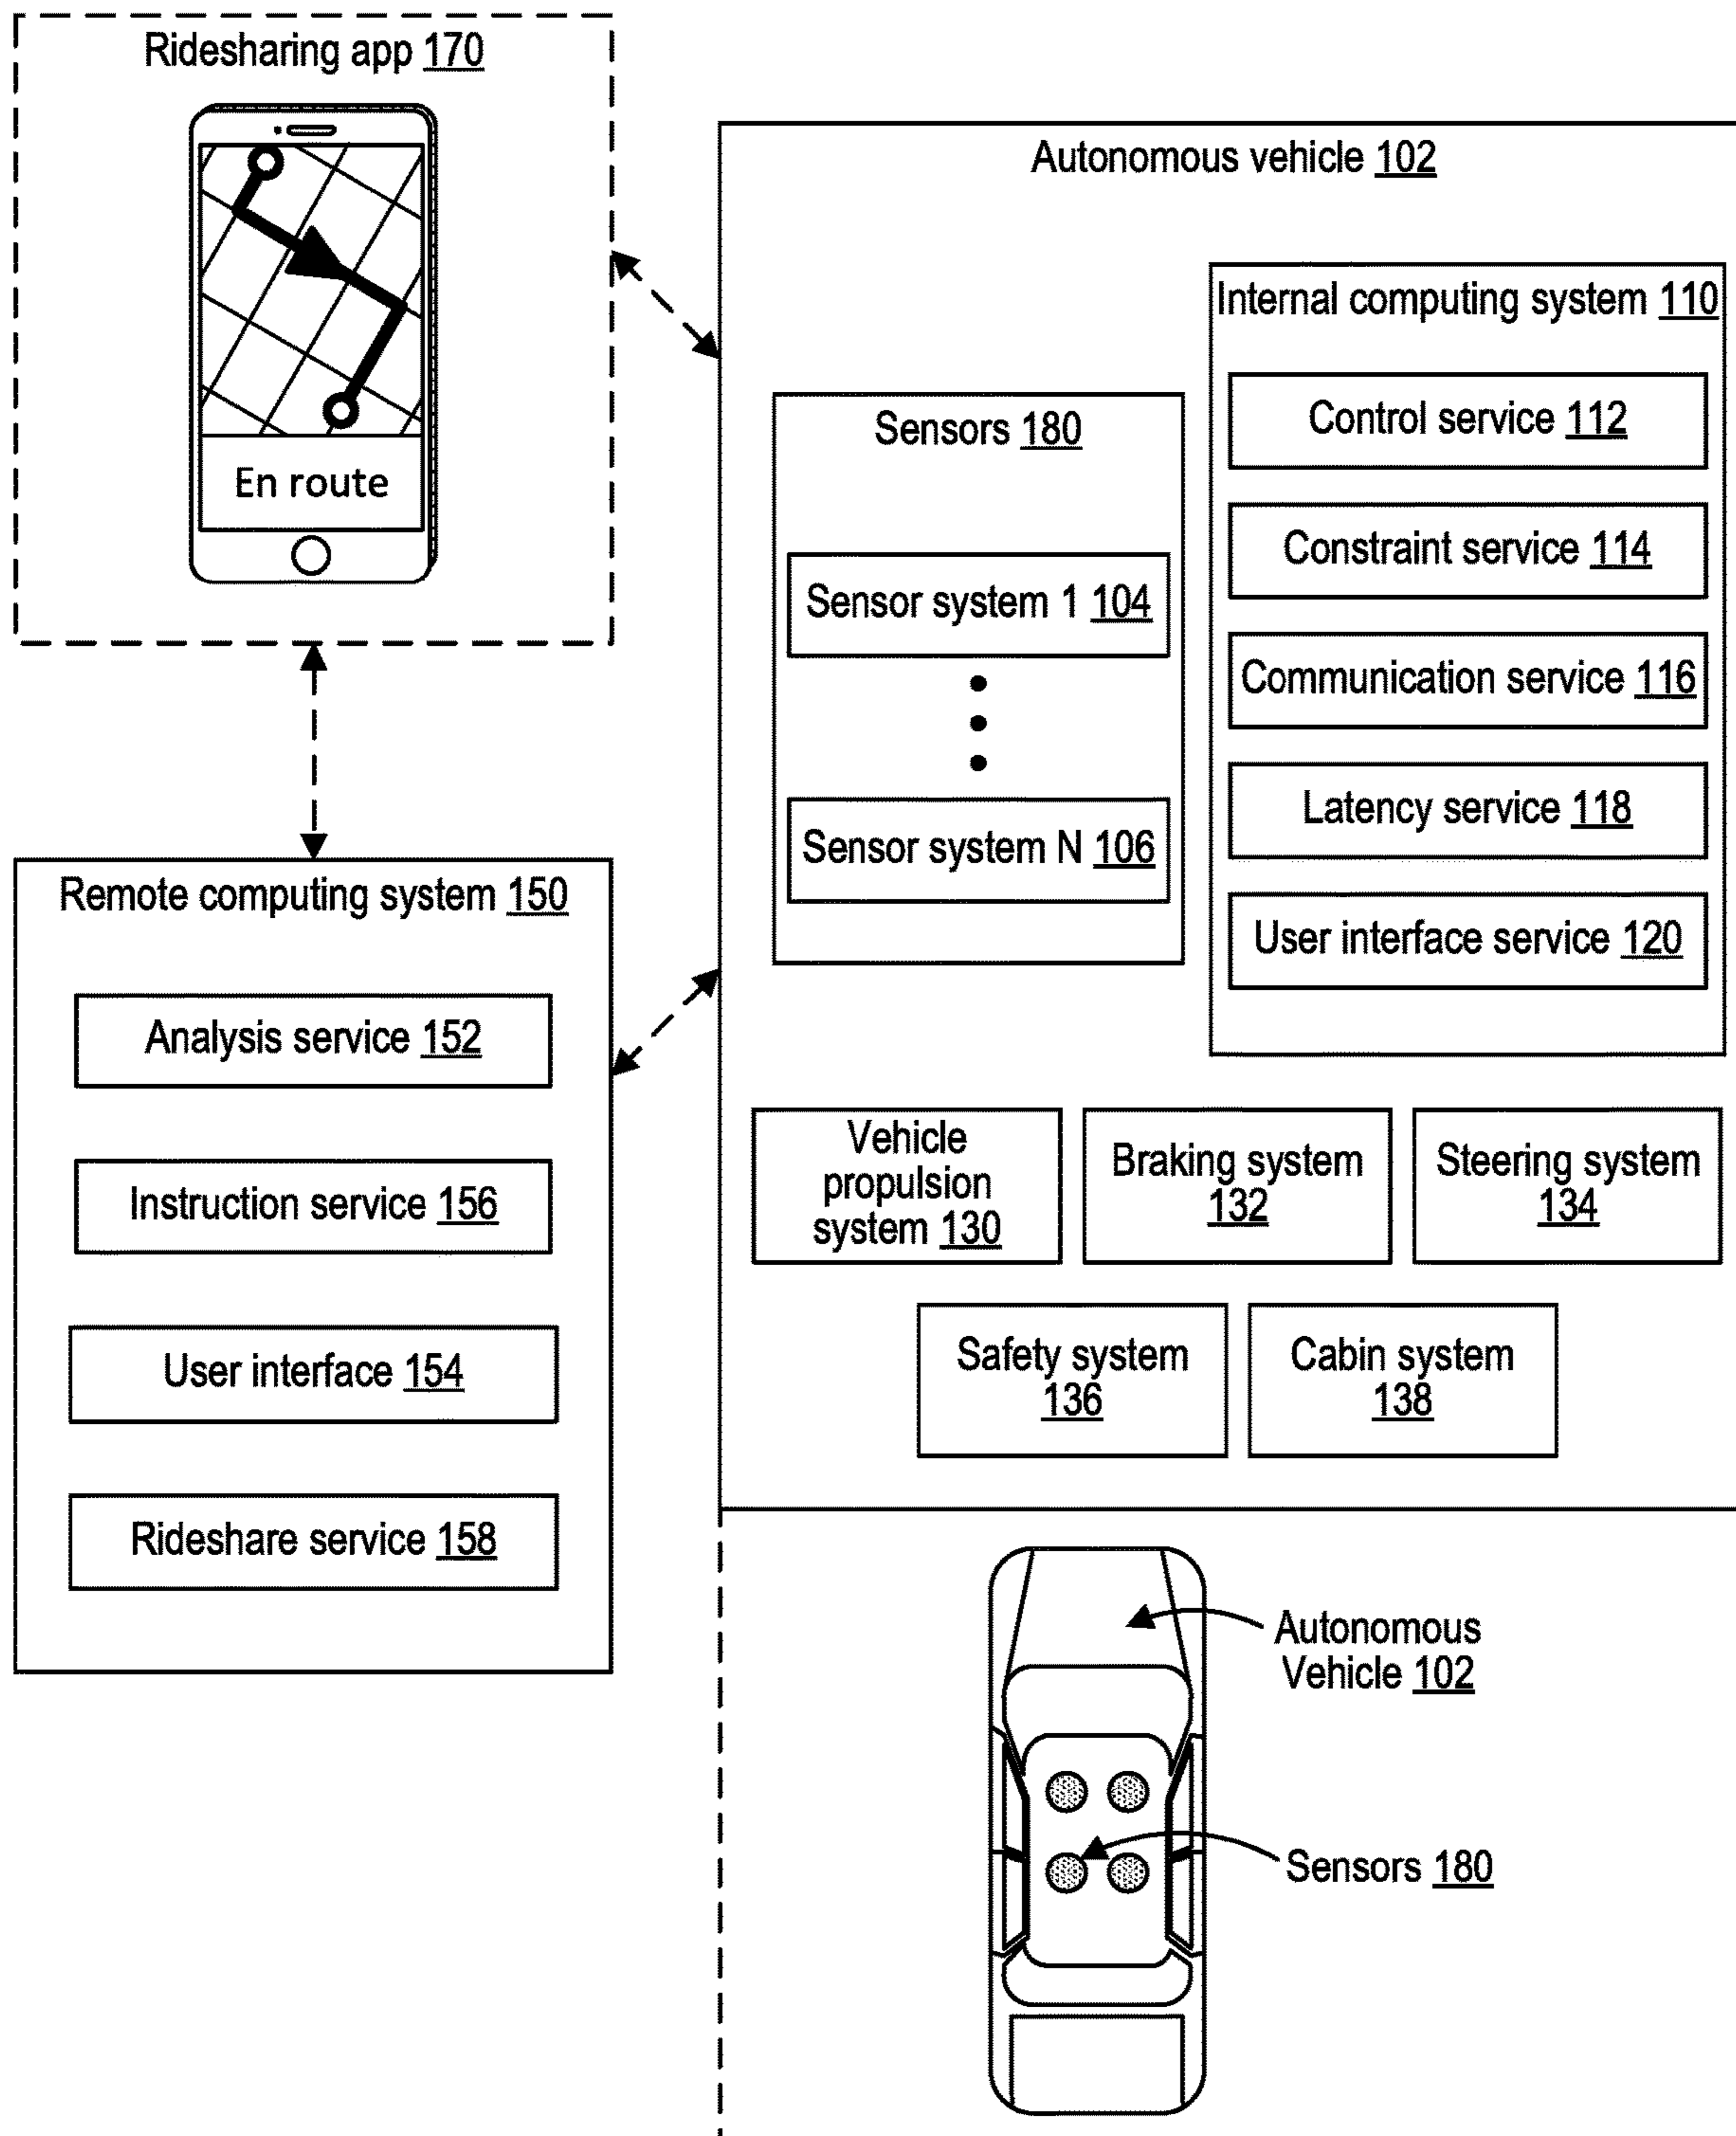 Ridesharing app 170
En route
Autonomous vehicle 102
Internal computing system 110
Control service 112
Constraint service 114
Communication service 116
Latency service 118
User interface service 120
Sensors 180
Sensor system 1 104
Sensor system N 106
Remote computing system 150
Analysis service 152
Instruction service 156
User interface 154
Rideshare service 158
Vehicle
propulsion
system 130
Braking system
132
Steering system
134
Safety system
136
Cabin system
138
Autonomous
Vehicle 102
Sensors 180